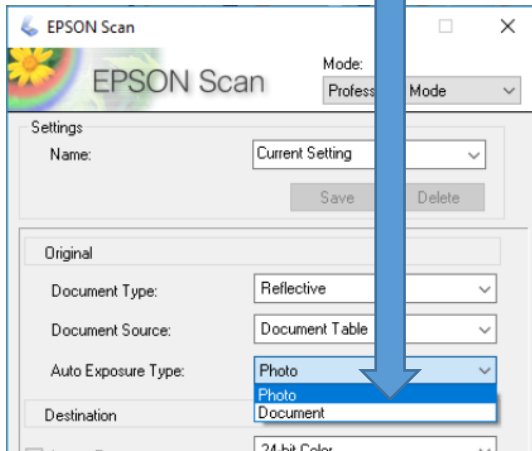 EPSON Scan
EPSON Scan
Mode:
Mode
Settings
Name: Current Setting
Save Delete
Original
Document Type: Reflective
Document Source: Document Table
Auto Exposure Type: Photo
Photo
Destination Document
24-bit Color